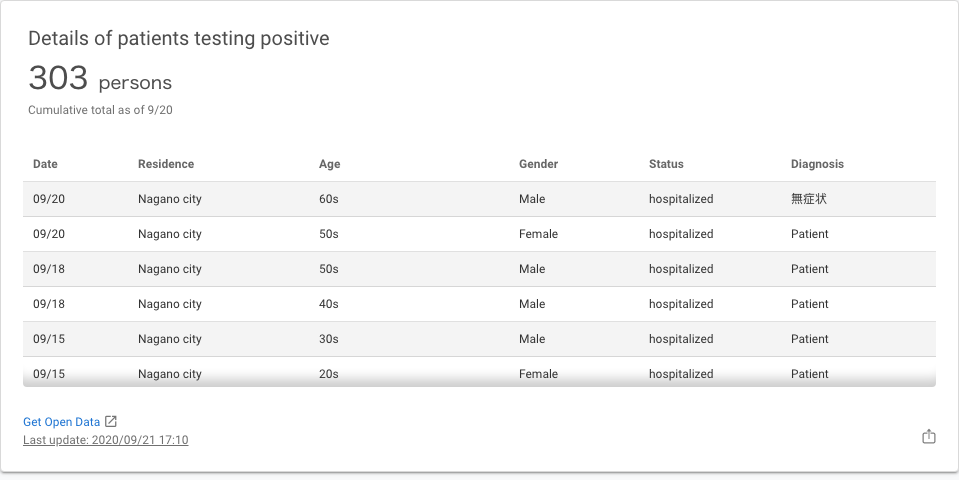 Details of patients testing positive
303 persons
Cumulative total as of 9/20
Date Residence Age Gender Status Diagnosis
09/20 Nagano city 60s Male hospitalized 無症状
09/20 Nagano city 50s Female hospitalized Patient
09/18 Nagano city 50s Male hospitalized Patient
09/18 Nagano city 40s Male hospitalized Patient
09/15 Nagano city 30s Male hospitalized Patient
09/15 Nagano city 20s Female hospitalized Patient
Get Open Data
Last update: 2020/09/21 17:10